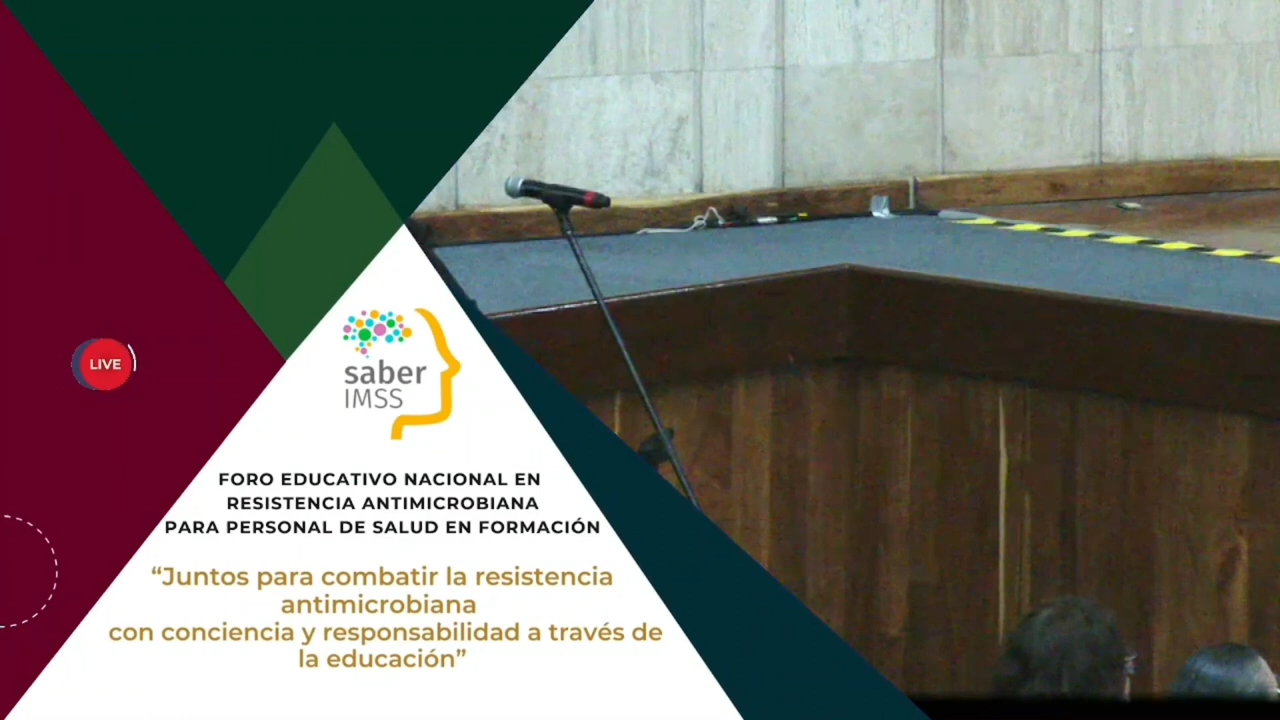 LIVE
saber
IMSS
FORO EDUCATIVO NACIONAL EN
RESISTENCIA ANTIMICROBIANA
PARA PERSONAL DE SALUD EN FORMACIÓN
“Juntos para combatir la resistencia
antimicrobiana
con conciencia y responsabilidad a través de
la educación”